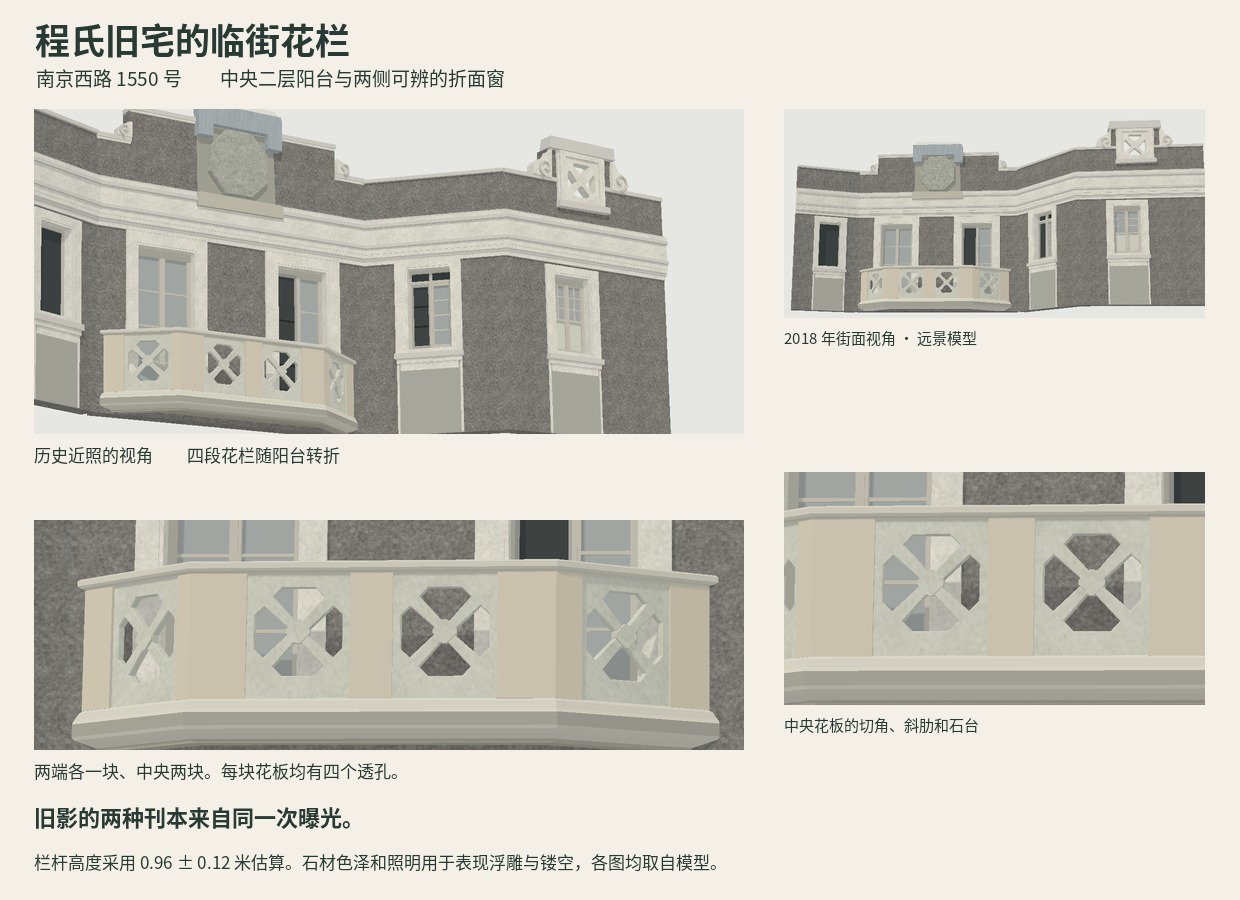 程氏旧宅的临街花栏
南京西路 1550 号　　中央二层阳台与两侧可辨的折面窗
2018 年街面视角 · 远景模型
历史近照的视角　　四段花栏随阳台转折
中央花板的切角、斜肋和石台
两端各一块、中央两块。每块花板均有四个透孔。
旧影的两种刊本来自同一次曝光。
栏杆高度采用 0.96 ± 0.12 米估算。石材色泽和照明用于表现浮雕与镂空，各图均取自模型。